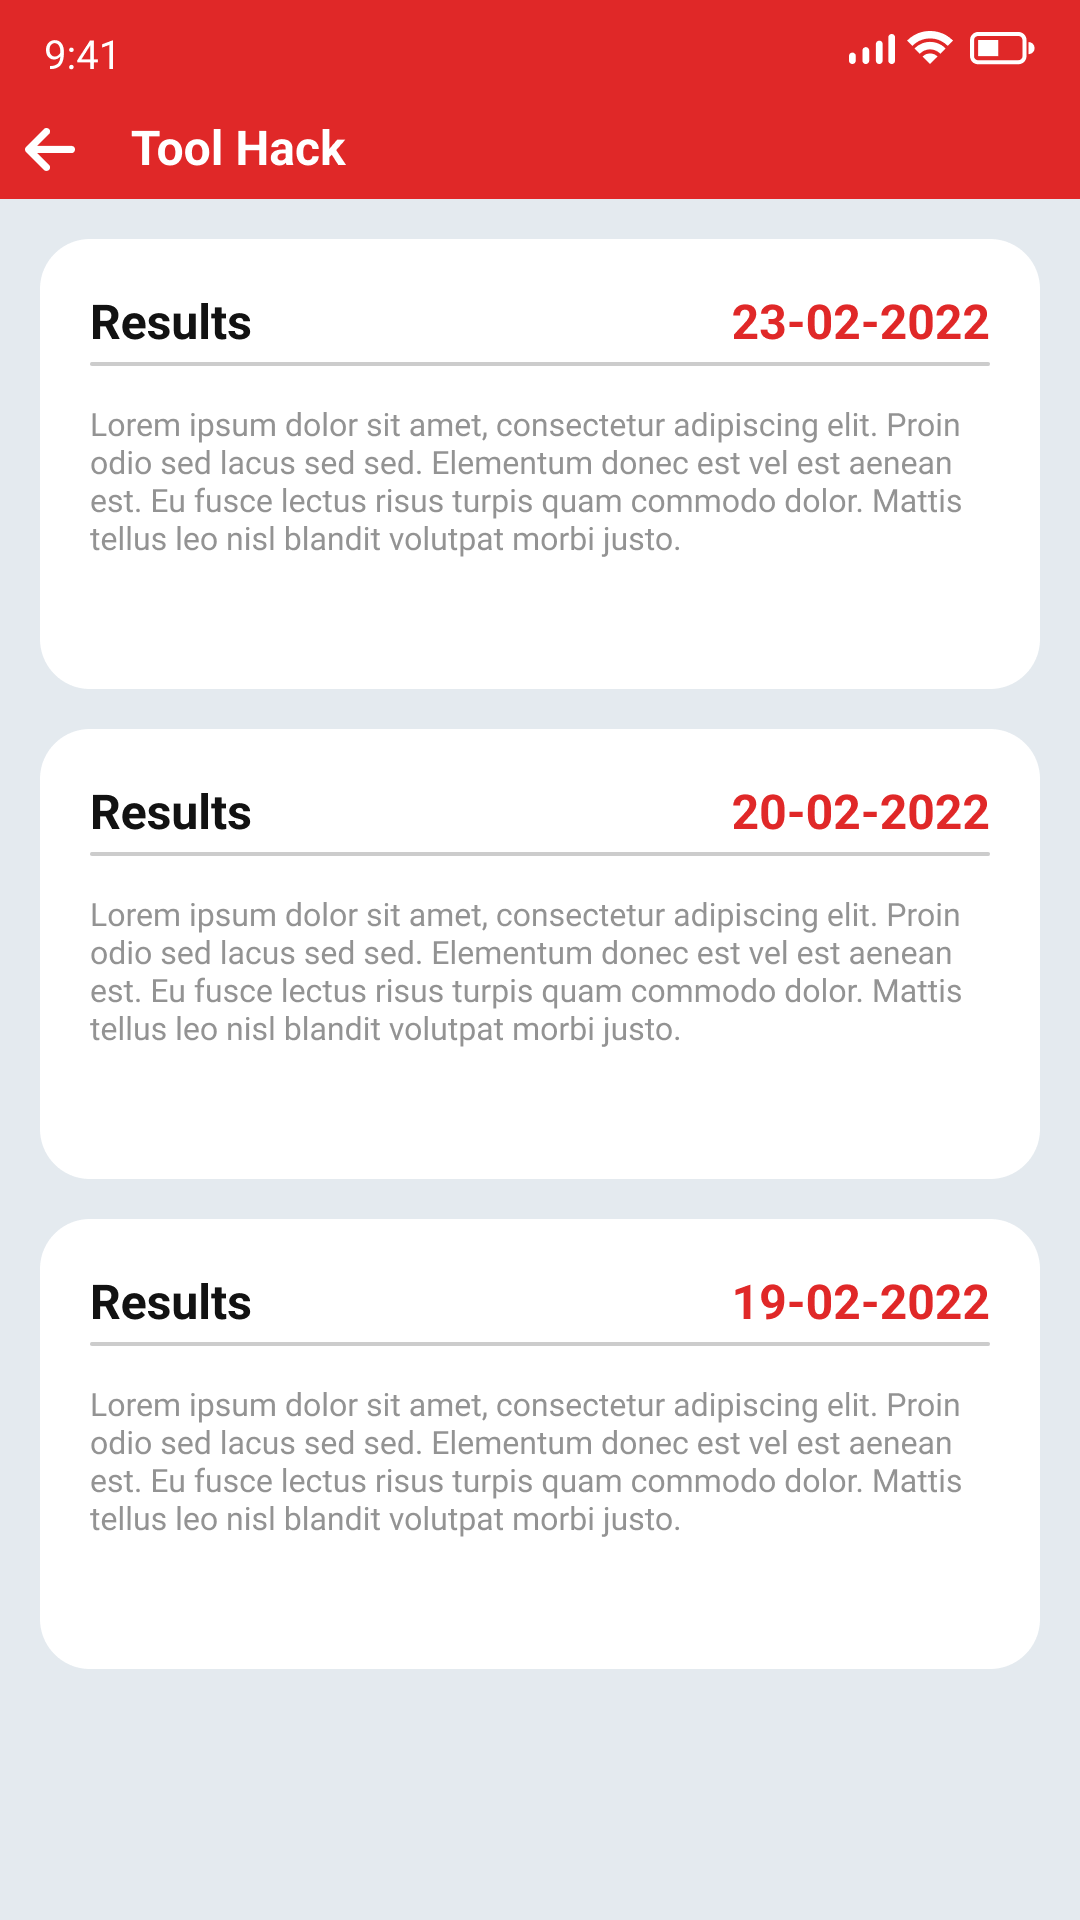 9:41
Tool Hack
Results 23-02-2022
Lorem ipsum dolor sit amet, consectetur adipiscing elit. Proin
odio sed lacus sed sed. Elementum donec est vel est aenean
est. Eu fusce lectus risus turpis quam commodo dolor. Mattis
tellus leo nisl blandit volutpat morbi justo.
Results 20-02-2022
Lorem ipsum dolor sit amet, consectetur adipiscing elit. Proin
odio sed lacus sed sed. Elementum donec est vel est aenean
est. Eu fusce lectus risus turpis quam commodo dolor. Mattis
tellus leo nisl blandit volutpat morbi justo.
Results 19-02-2022
Lorem ipsum dolor sit amet, consectetur adipiscing elit. Proin
odio sed lacus sed sed. Elementum donec est vel est aenean
est. Eu fusce lectus risus turpis quam commodo dolor. Mattis
tellus leo nisl blandit volutpat morbi justo.